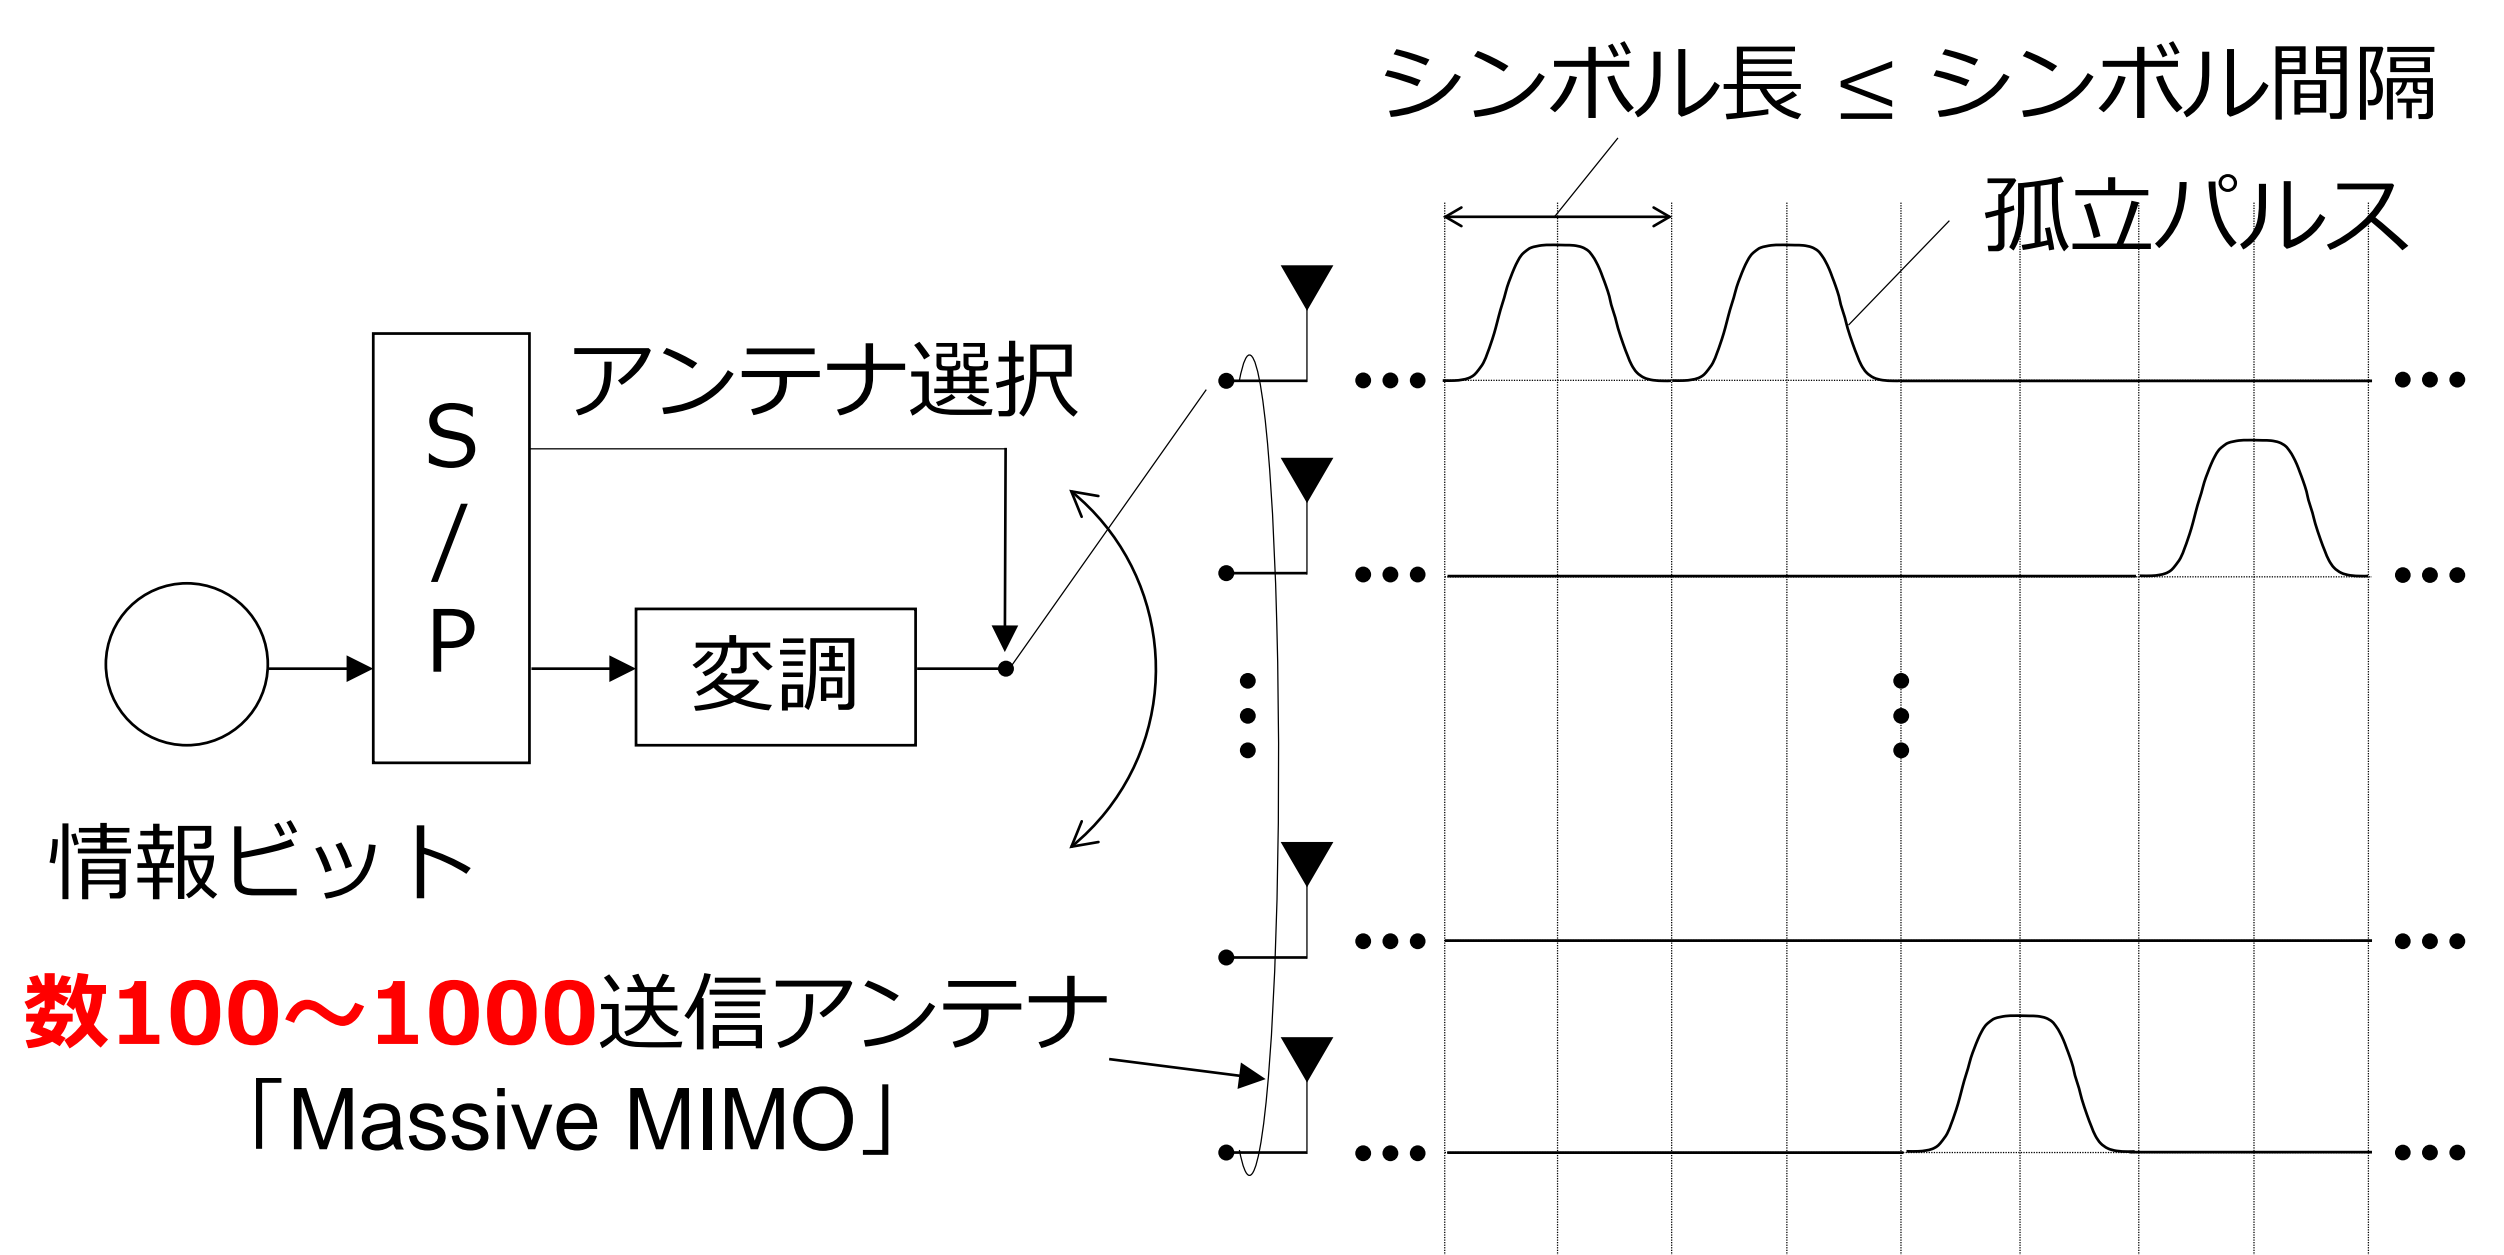 シンボル長 ≤ シンボル間隔
孤立パルス
アンテナ選択
S
/
P
変調
情報ビット
数100〜1000送信アンテナ
「Massive MIMO」